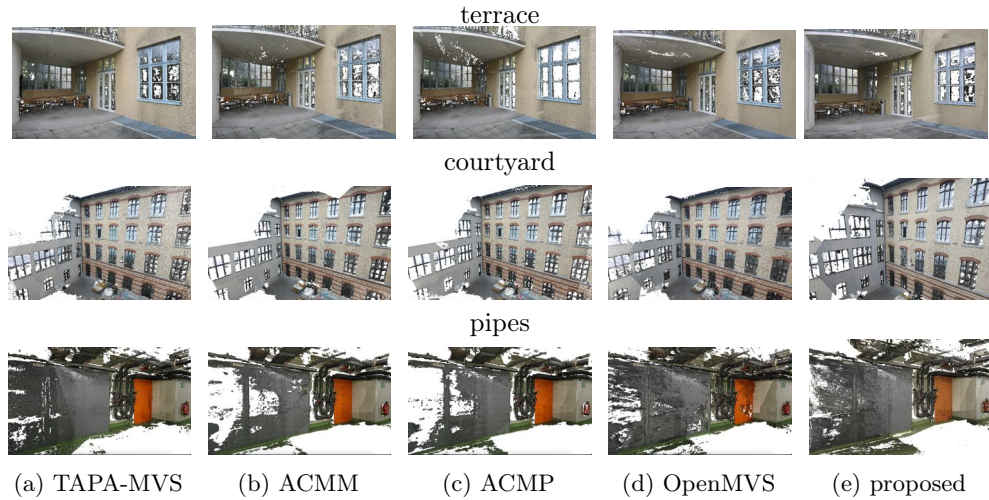 terrace
courtyard
pipes
(a) TAPA-MVS (b) ACMM (c) ACMP (d) OpenMVS (e) proposed